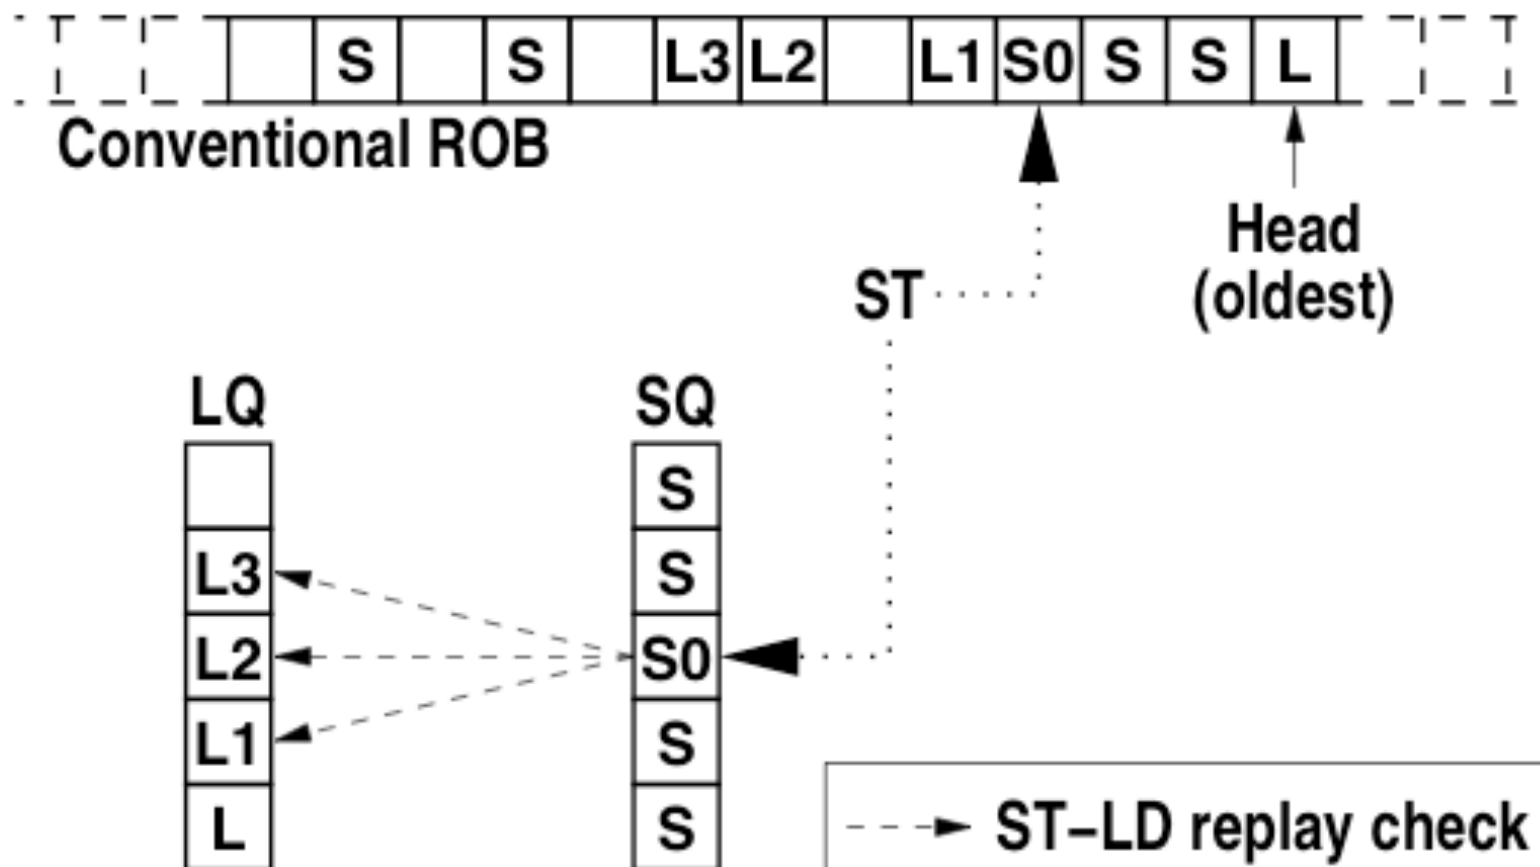 S S L3 L2 L1 S0 S S L
Conventional ROB
Head
(oldest)
ST
LQ SQ
S
L3 S
L2 S0
L1 S
L S
ST–LD replay check